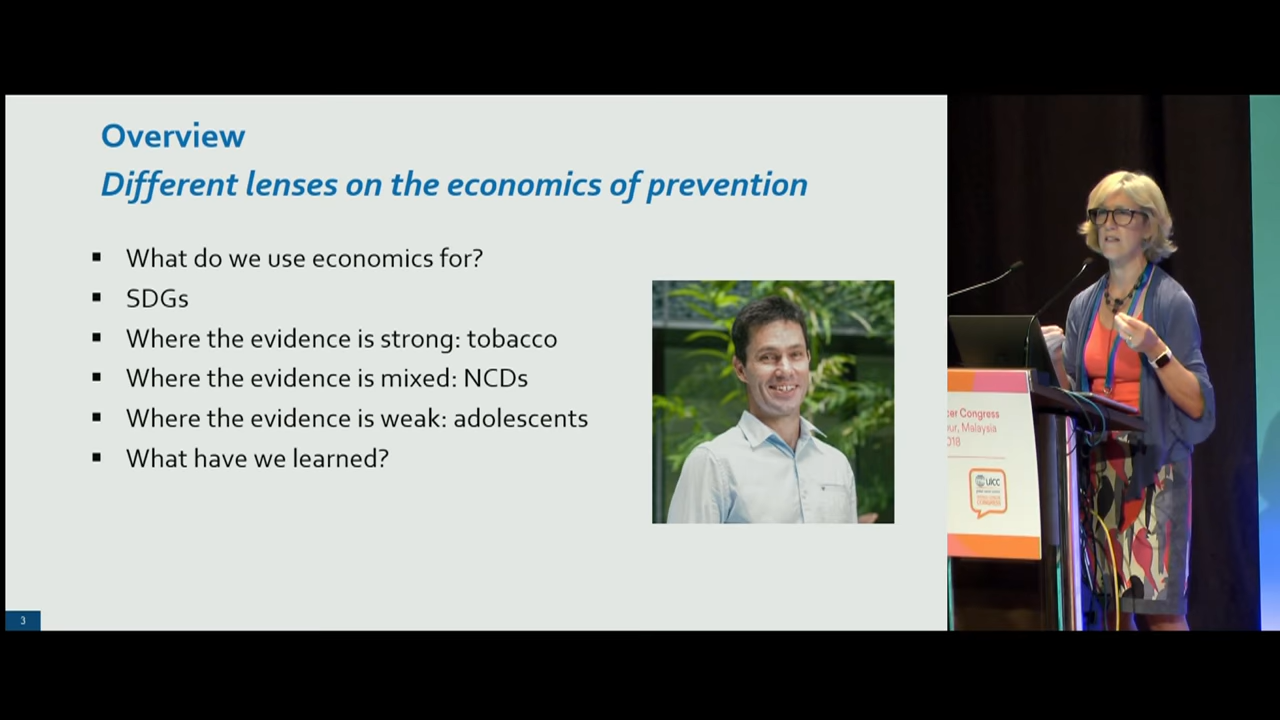 Overview
Different lenses on the economics of prevention
▪ What do we use economics for?
▪ SDGs
▪ Where the evidence is strong: tobacco
▪ Where the evidence is mixed: NCDs
▪ Where the evidence is weak: adolescents
▪ What have we learned?
3
cer Congress
ur, Malaysia
018
uicc